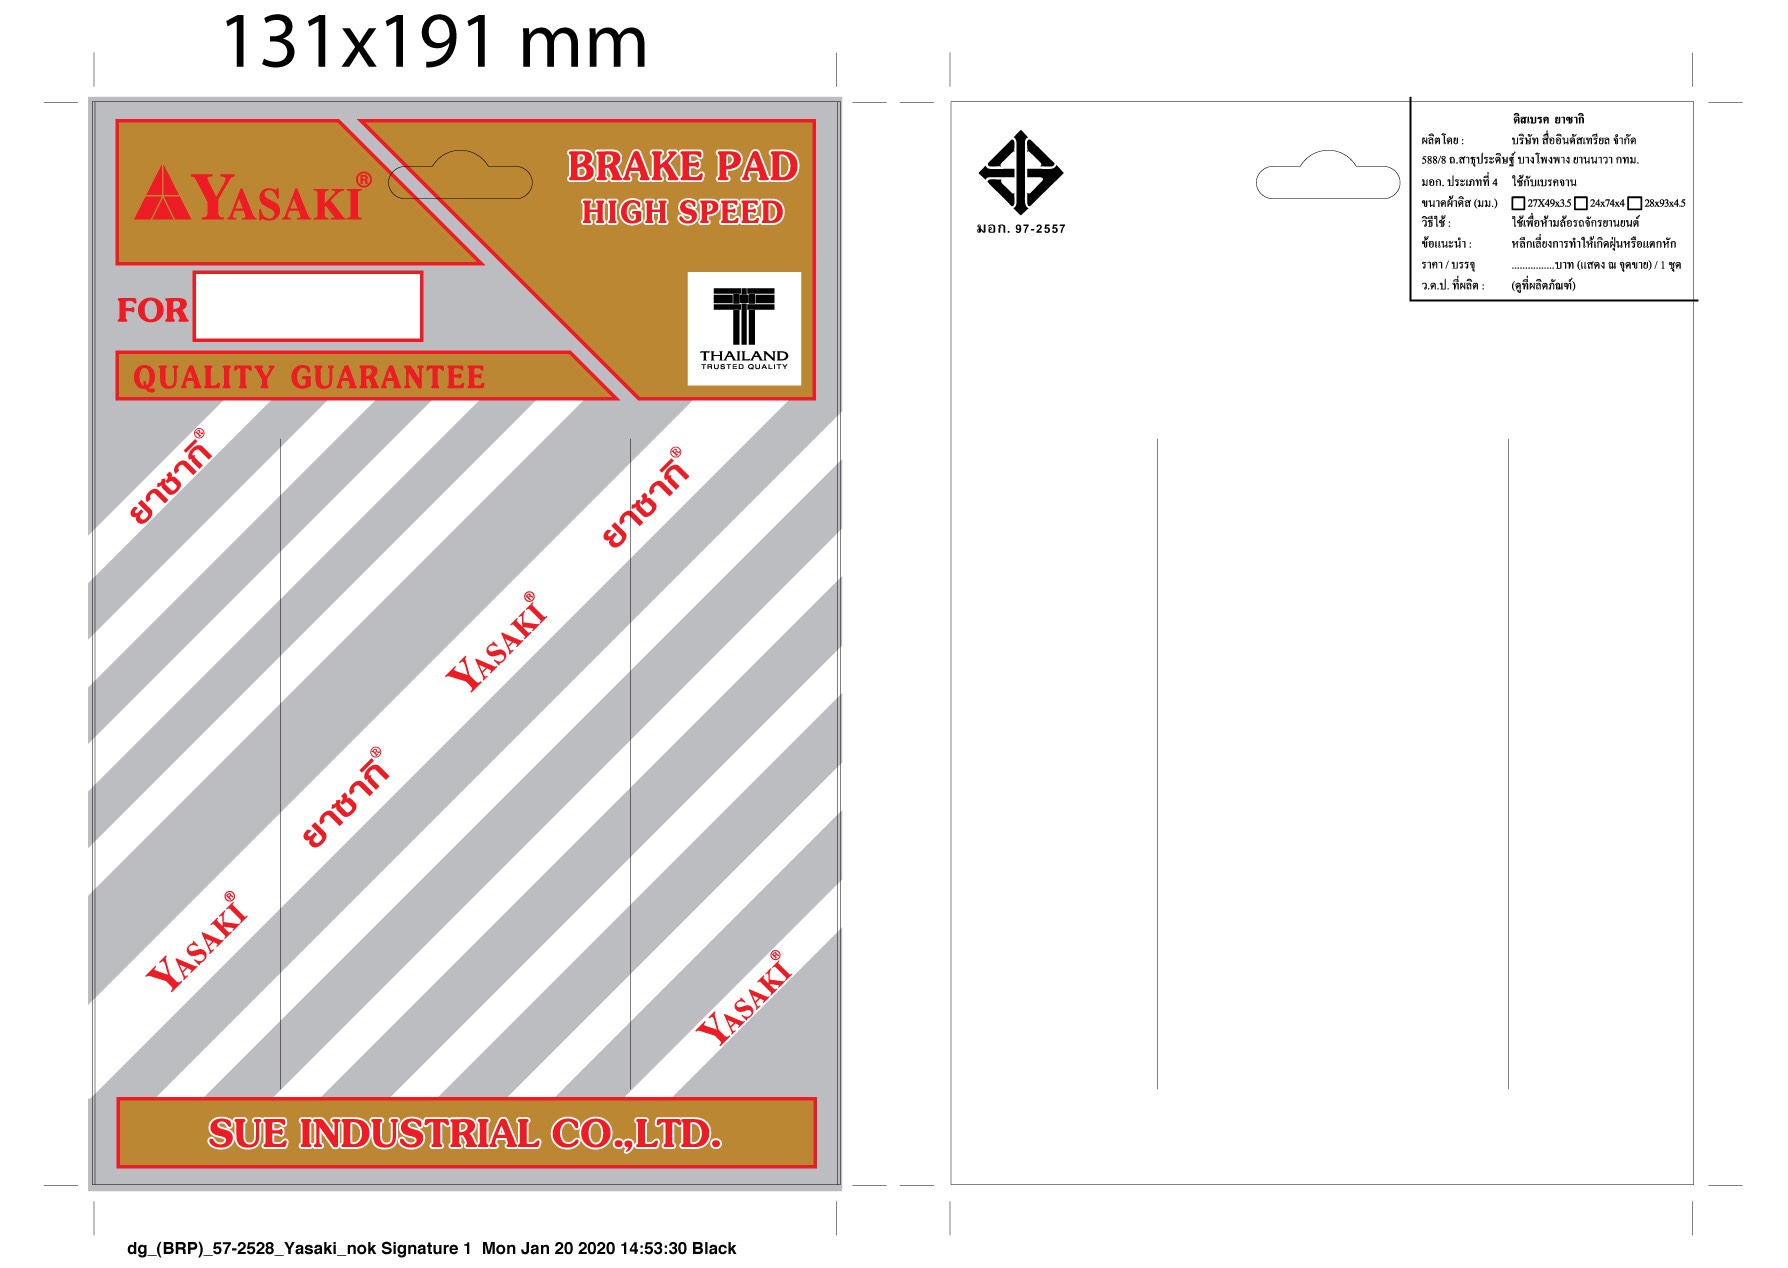 131x191 mm
YASAKI®
BRAKE PAD
HIGH SPEED
FOR
THAILAND
TRUSTED QUALITY
QUALITY GUARANTEE
ยาซากิ®
ยาซากิ®
YASAKI®
ยาซากิ®
YASAKI®
YASAKI®
SUE INDUSTRIAL CO.,LTD.
dg_(BRP)_57-2528_Yasaki_nok Signature 1 Mon Jan 20 2020 14:53:30 Black
มอก. 97-2557
ดิสเบรค ยาซากิ
ผลิตโดย : บริษัท สื่ออินดัสเทรียล จำกัด
588/8 ถ.สาธุประดิษฐ์ บางโพงพาง ยานนาวา กทม.
มอก. ประเภทที่ 4 ใช้กับเบรคจาน
ขนาดผ้าดิส (มม.) 27X49x3.5 24x74x4 28x93x4.5
วิธีใช้ : ใช้เพื่อห้ามล้อรถจักรยานยนต์
ข้อแนะนำ : หลีกเลี่ยงการทำให้เกิดฝุ่นหรือแตกหัก
ราคา / บรรจุ ................บาท (แสดง ณ จุดขาย) / 1 ชุด
ว.ด.ป. ที่ผลิต : (ดูที่ผลิตภัณฑ์)